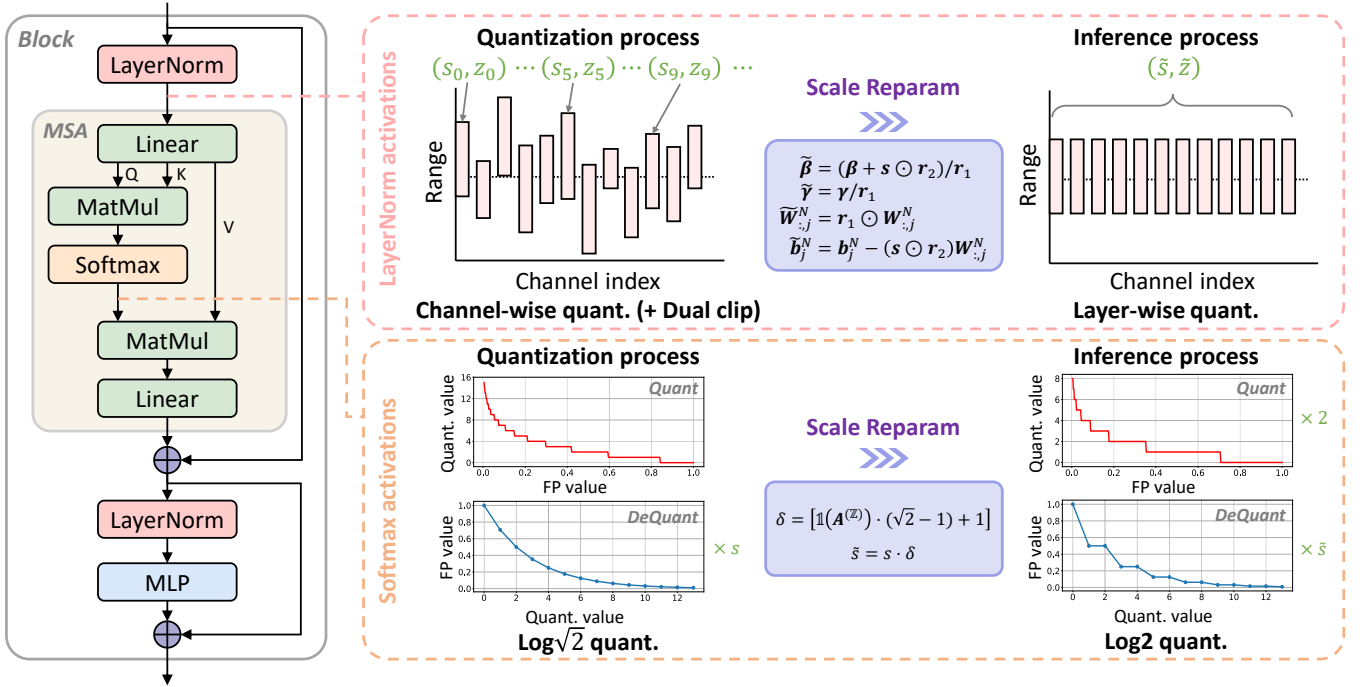 Block
LayerNorm
MSA
Linear
Q
K
MatMul
V
Softmax
MatMul
Linear
LayerNorm
MLP
LayerNorm activations
Quantization process
(s₀, z₀) ⋯ (s₅, z₅) ⋯ (s₉, z₉) ⋯
Range
Channel index
Channel-wise quant. (+ Dual clip)
Scale Reparam
β̃ = (β + s ⊙ r₂)/r₁
γ̃ = γ/r₁
W̃ᴺ:,j = r₁ ⊙ Wᴺ:,j
b̃ᴺj = bᴺj − (s ⊙ r₂)Wᴺ:,j
Inference process
(s̃, z̃)
Range
Channel index
Layer-wise quant.
Softmax activations
Quantization process
Quant
Quant. value
16
12
8
4
0
0.0 0.2 0.4 0.6 0.8 1.0
FP value
DeQuant
FP value
1.0
0.8
0.6
0.4
0.2
0.0
0 2 4 6 8 10 12
Quant. value
× s
Log√2 quant.
Scale Reparam
δ = [𝟙(A^(ℤ)) · (√2 − 1) + 1]
s̃ = s · δ
Inference process
Quant
Quant. value
8
6
4
2
0
0.0 0.2 0.4 0.6 0.8 1.0
FP value
× 2
DeQuant
FP value
1.0
0.8
0.6
0.4
0.2
0.0
0 2 4 6 8 10 12
Quant. value
× s̃
Log2 quant.